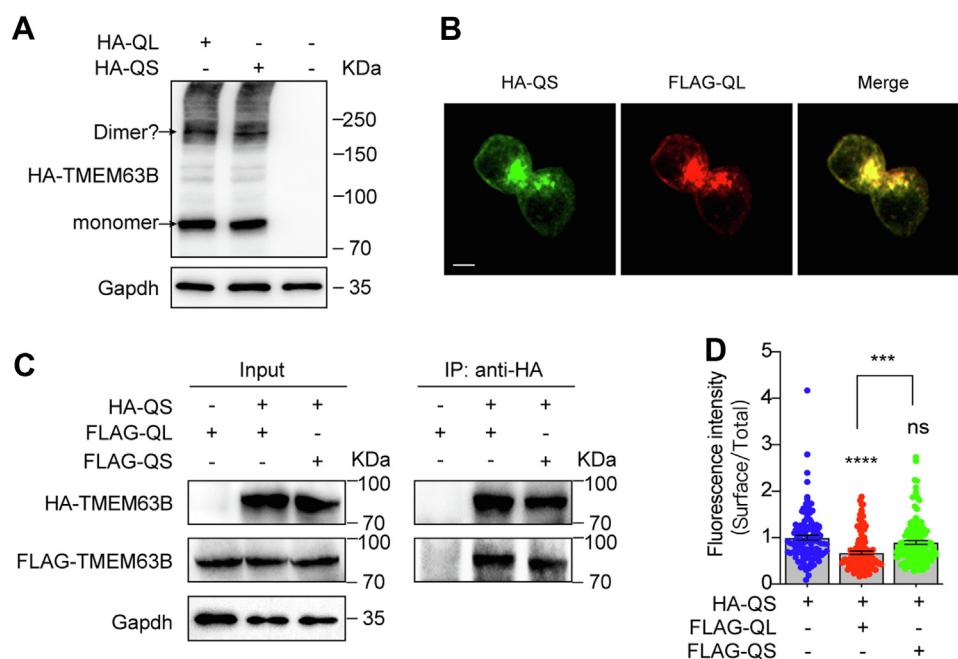 A
HA-QL + - -
HA-QS - + - KDa
Dimer?
HA-TMEM63B
monomer
– 250
– 150
– 100
– 70
Gapdh – 35
B
HA-QS FLAG-QL Merge
C
Input IP: anti-HA
HA-QS - + + - + +
FLAG-QL + + - + + -
FLAG-QS - - + KDa - - + KDa
HA-TMEM63B 100 100
70 70
FLAG-TMEM63B 100 100
70 70
Gapdh – 35
D
Fluorescence intensity
(Surface/Total)
5
4
3
2
1
0
***
ns
****
HA-QS + + +
FLAG-QL - + -
FLAG-QS - - +